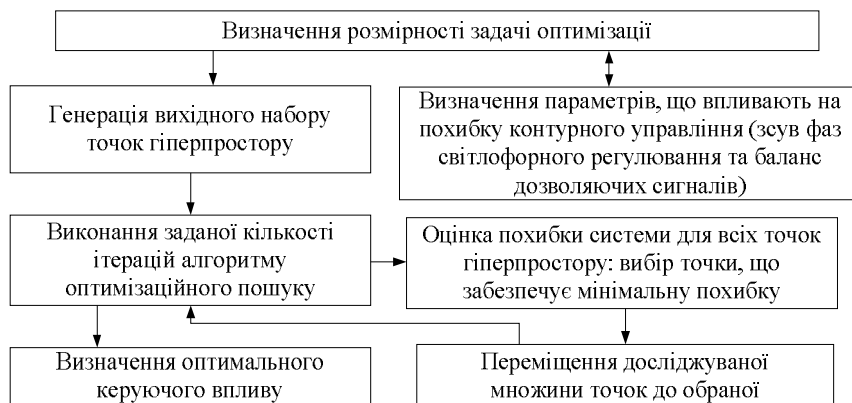 Визначення розмірності задачі оптимізації
Генерація вихідного набору
точок гіперпростору
Визначення параметрів, що впливають на
похибку контурного управління (зсув фаз
світлофорного регулювання та баланс
дозволяючих сигналів)
Виконання заданої кількості
ітерацій алгоритму
оптимізаційного пошуку
Оцінка похибки системи для всіх точок
гіперпростору: вибір точки, що
забезпечує мінімальну похибку
Визначення оптимального
керуючого впливу
Переміщення досліджуваної
множини точок до обраної